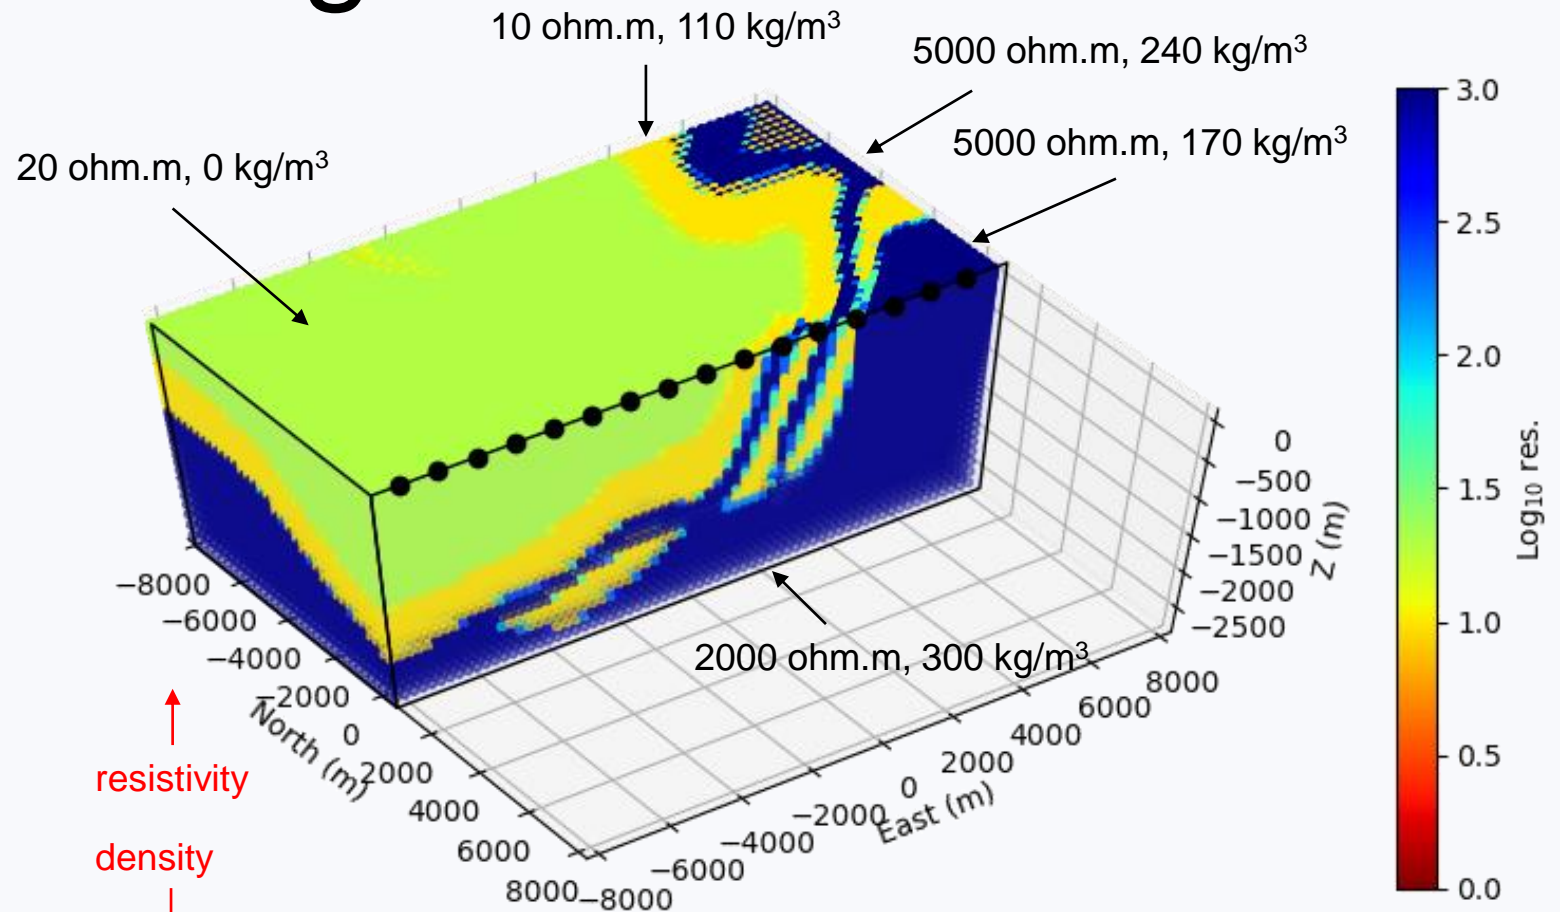 g
10 ohm.m, 110 kg/m³
5000 ohm.m, 240 kg/m³
5000 ohm.m, 170 kg/m³
20 ohm.m, 0 kg/m³
2000 ohm.m, 300 kg/m³
resistivity
density
−8000
−6000
−4000
−2000
0
2000
4000
6000
8000
North (m)
−8000
−6000
−4000
−2000
0
2000
4000
6000
8000
East (m)
0
−500
−1000
−1500
−2000
−2500
Z (m)
3.0
2.5
2.0
1.5
1.0
0.5
0.0
Log₁₀ res.